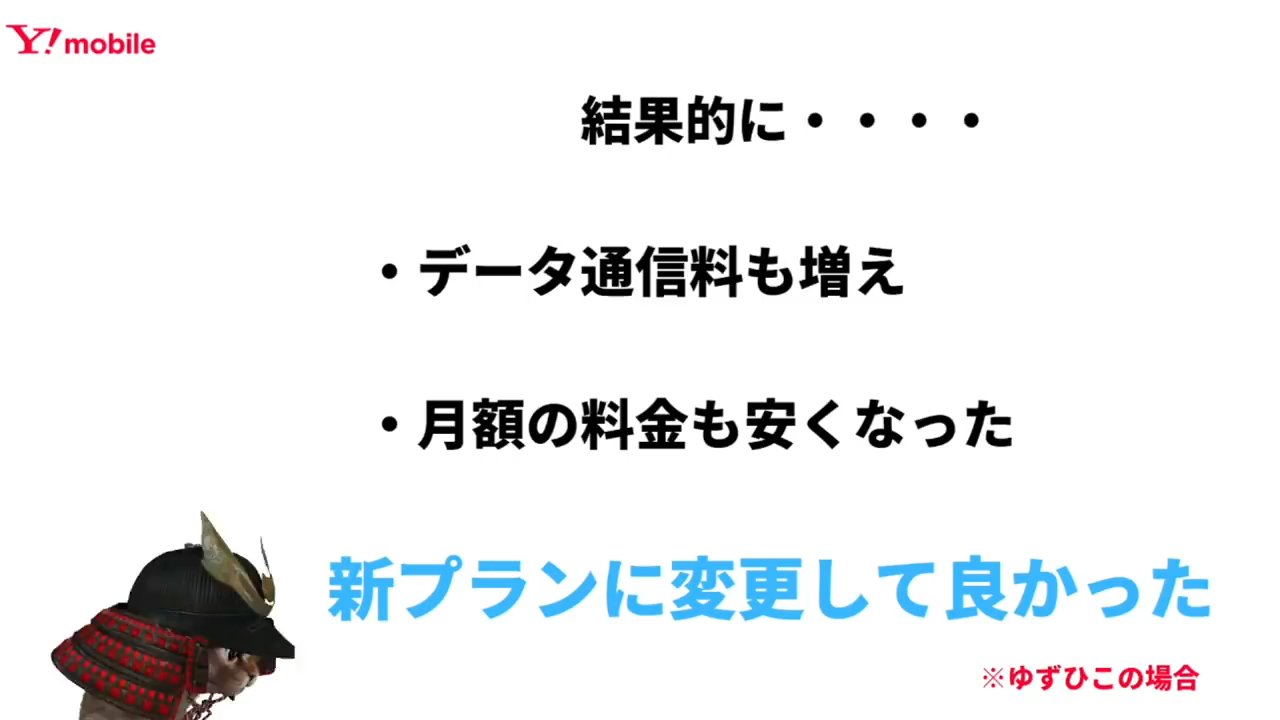 Y!mobile
結果的に・・・・
・データ通信料も増え
・月額の料金も安くなった
新プランに変更して良かった
※ゆずひこの場合